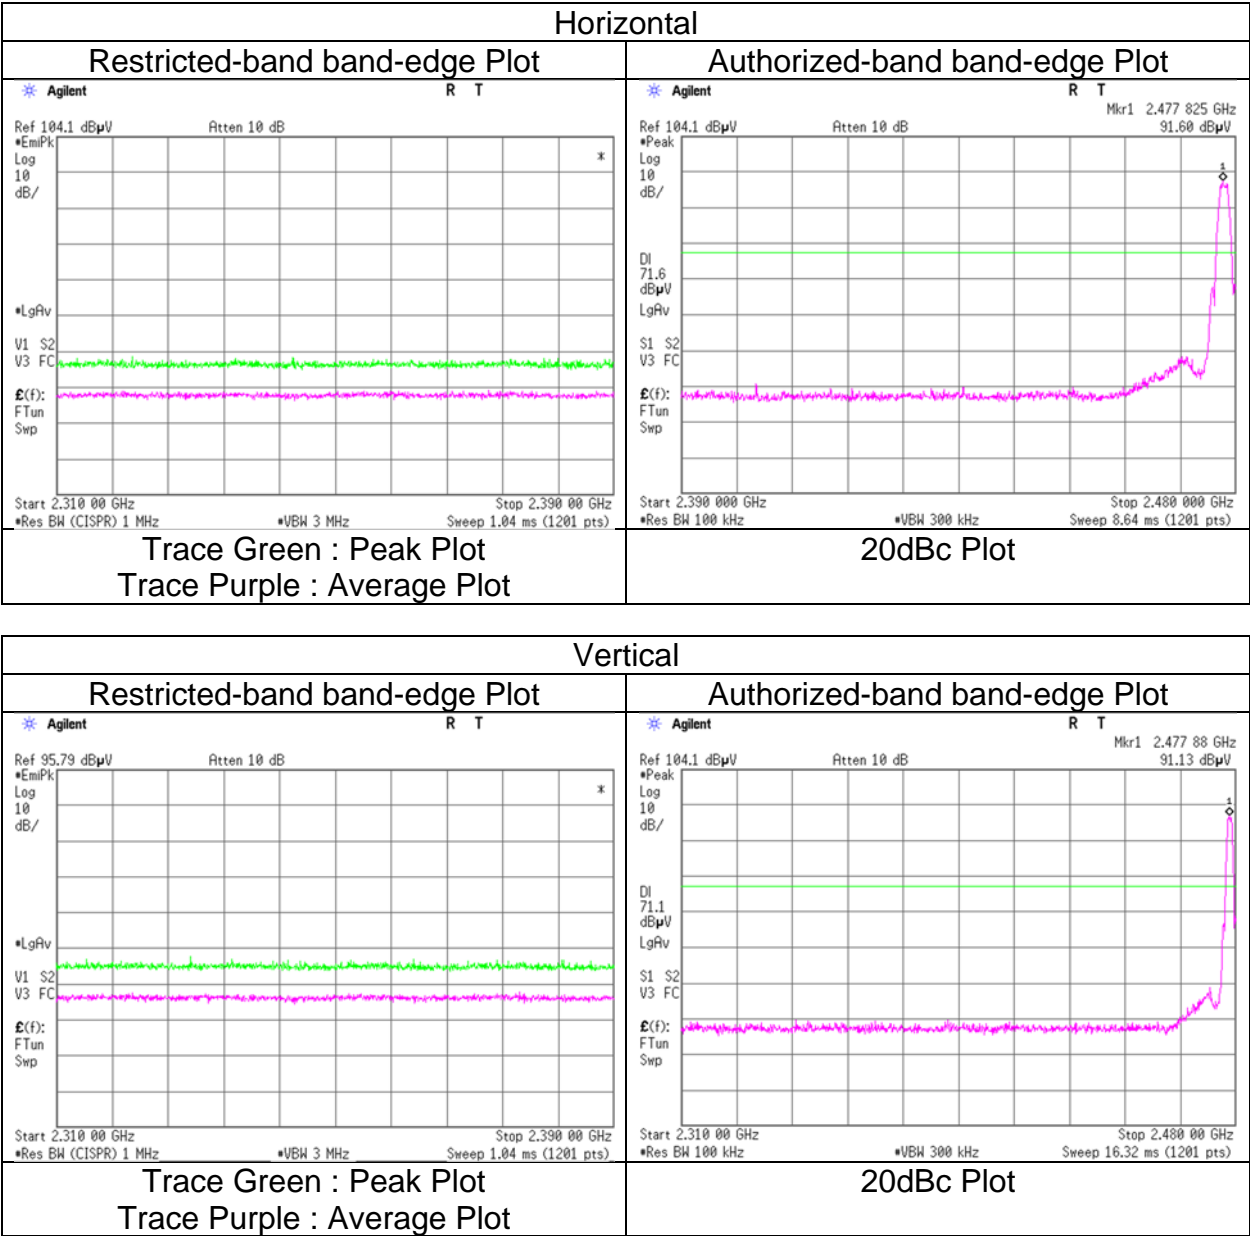 Horizontal
Restricted-band band-edge Plot
Authorized-band band-edge Plot
Agilent R T
Ref 104.1 dBµV Atten 10 dB
*EmiPk
Log
10
dB/
*
*LgAv
V1 S2
V3 FC
£(f):
FTun
Swp
Start 2.310 00 GHz Stop 2.390 00 GHz
*Res BW (CISPR) 1 MHz *VBW 3 MHz Sweep 1.04 ms (1201 pts)
Agilent R T
Mkr1 2.477 825 GHz
Ref 104.1 dBµV Atten 10 dB 91.60 dBµV
*Peak
Log
10
dB/
1
DI
71.6
dBµV
LgAv
S1 S2
V3 FC
£(f):
FTun
Swp
Start 2.390 000 GHz Stop 2.480 000 GHz
*Res BW 100 kHz *VBW 300 kHz Sweep 8.64 ms (1201 pts)
Trace Green : Peak Plot
Trace Purple : Average Plot
20dBc Plot
Vertical
Restricted-band band-edge Plot
Authorized-band band-edge Plot
Agilent R T
Ref 95.79 dBµV Atten 10 dB
*EmiPk
Log
10
dB/
*
*LgAv
V1 S2
V3 FC
£(f):
FTun
Swp
Start 2.310 00 GHz Stop 2.390 00 GHz
*Res BW (CISPR) 1 MHz *VBW 3 MHz Sweep 1.04 ms (1201 pts)
Agilent R T
Mkr1 2.477 88 GHz
Ref 104.1 dBµV Atten 10 dB 91.13 dBµV
*Peak
Log
10
dB/
1
DI
71.1
dBµV
LgAv
S1 S2
V3 FC
£(f):
FTun
Swp
Start 2.310 00 GHz Stop 2.480 00 GHz
*Res BW 100 kHz *VBW 300 kHz Sweep 16.32 ms (1201 pts)
Trace Green : Peak Plot
Trace Purple : Average Plot
20dBc Plot